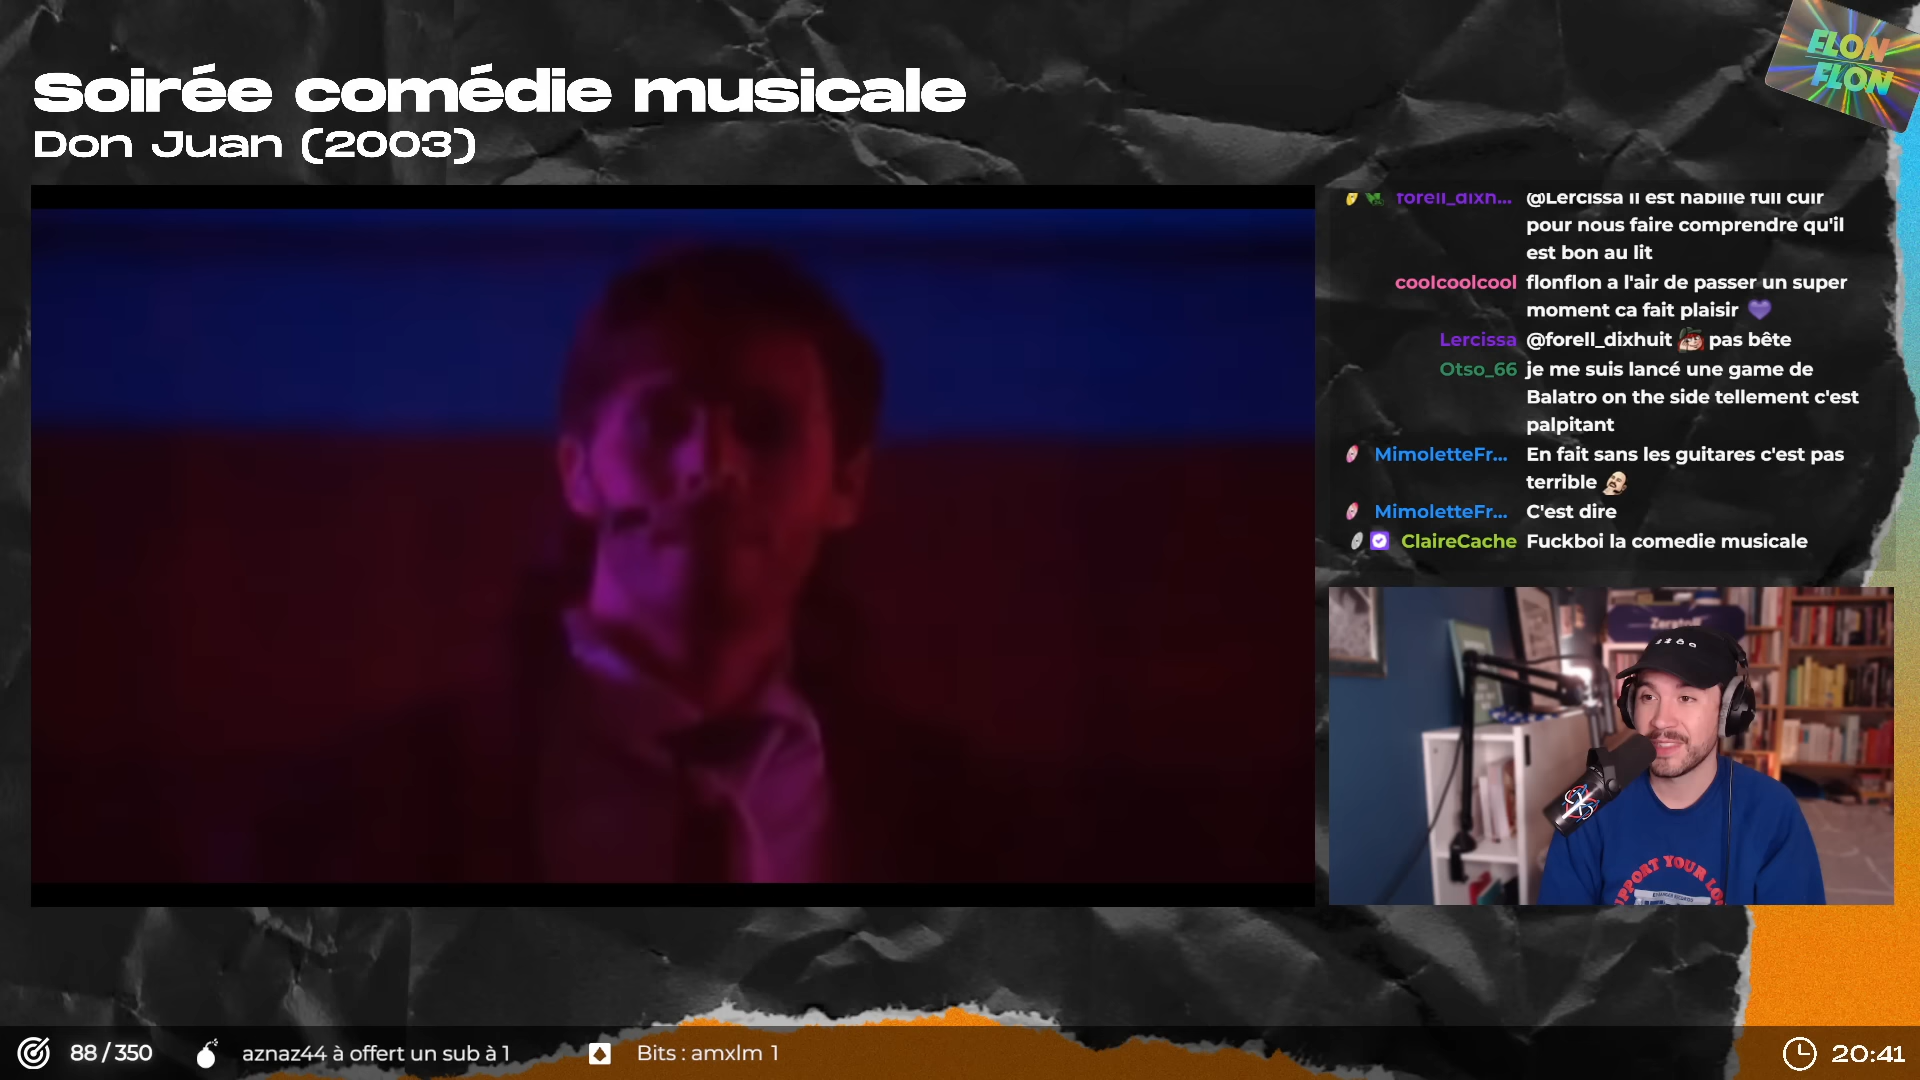 Soirée comédie musicale
Don Juan (2003)
FLON
FLON
forell_dixh... @Lercissa il est habillé full cuir
pour nous faire comprendre qu'il
est bon au lit
coolcoolcool flonflon a l'air de passer un super
moment ca fait plaisir
Lercissa @forell_dixhuit pas bête
Otso_66 je me suis lancé une game de
Balatro on the side tellement c'est
palpitant
MimoletteFr... En fait sans les guitares c'est pas
terrible
MimoletteFr... C'est dire
ClaireCache Fuckboi la comedie musicale
PPORT YOUR LO
88 / 350
aznaz44 à offert un sub à 1
Bits : amxlm 1
20:41